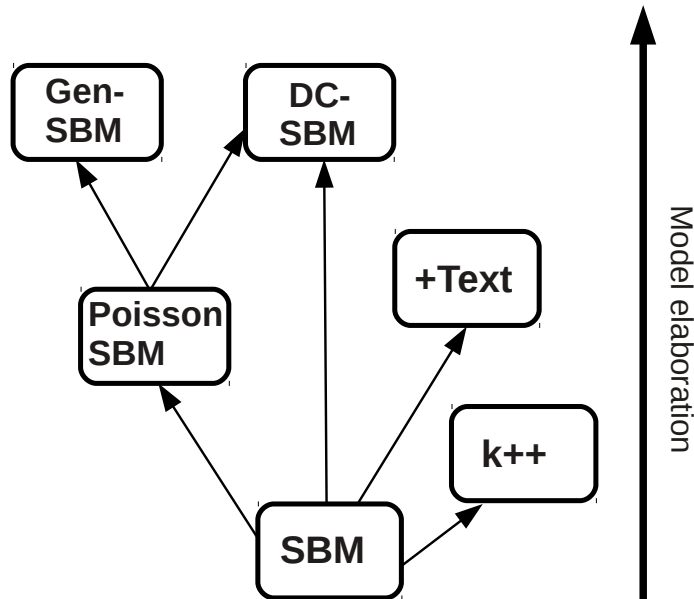 Gen-
SBM
DC-
SBM
+Text
Poisson
SBM
k++
SBM
Model elaboration